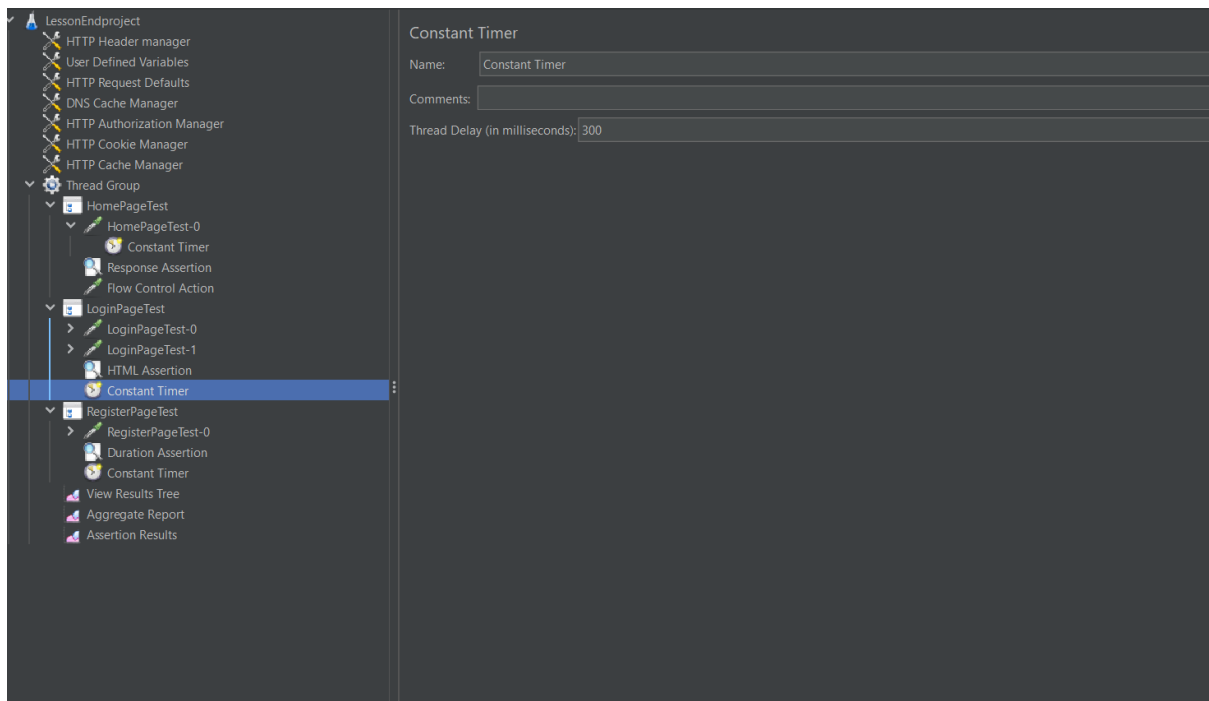 LessonEndproject
HTTP Header manager
User Defined Variables
HTTP Request Defaults
DNS Cache Manager
HTTP Authorization Manager
HTTP Cookie Manager
HTTP Cache Manager
Thread Group
HomePageTest
HomePageTest-0
Constant Timer
Response Assertion
Flow Control Action
LoginPageTest
LoginPageTest-0
LoginPageTest-1
HTML Assertion
Constant Timer
RegisterPageTest
RegisterPageTest-0
Duration Assertion
Constant Timer
View Results Tree
Aggregate Report
Assertion Results
Constant Timer
Name: Constant Timer
Comments:
Thread Delay (in milliseconds): 300